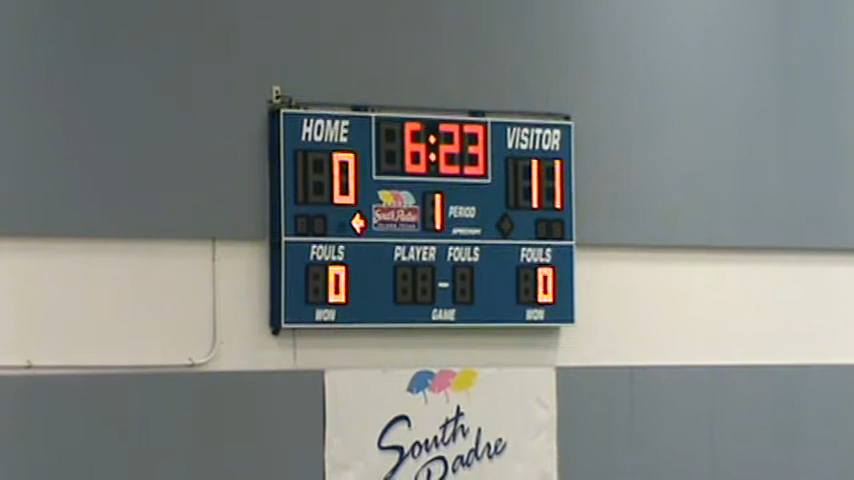 HOME 6:23 VISITOR
0 11
South Padre
1 PERIOD
SPECTRUM
FOULS PLAYER FOULS FOULS
0 - 0
WON GAME WON
South
Padre